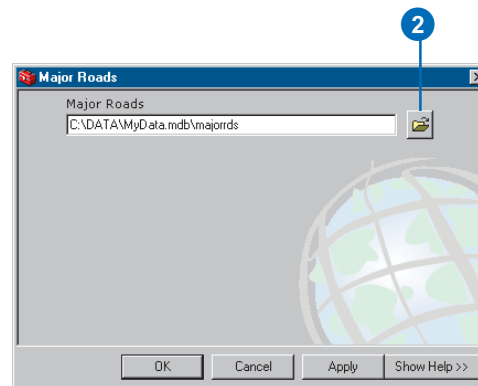 2
Major Roads
Major Roads
C:\DATA\MyData.mdb\majorrds
OK Cancel Apply Show Help >>